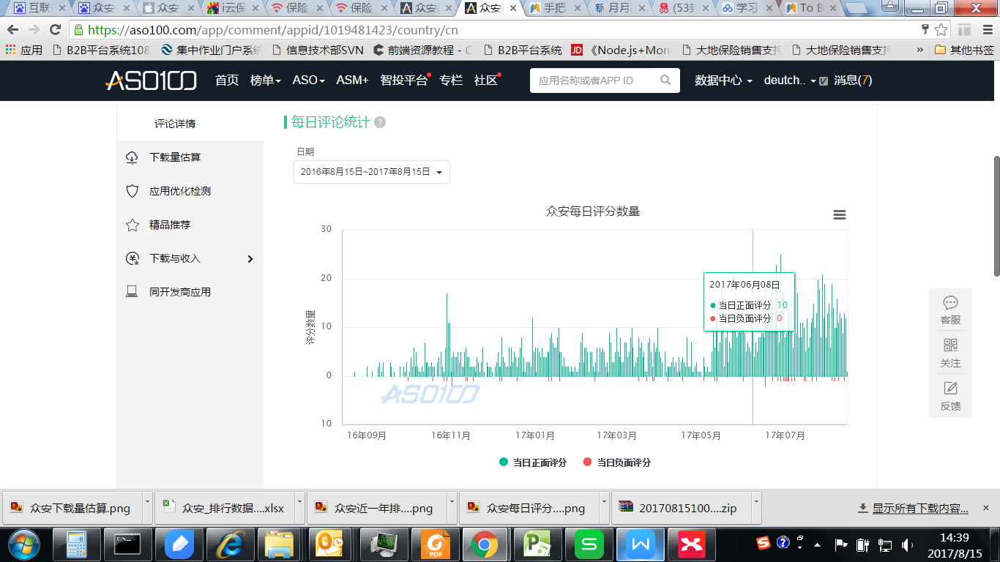 互联
众安
众安
i云保
保险
保险
众安
众安
手把
月月
(53封
学习
To B
https://aso100.com/app/comment/appid/1019481423/country/cn
应用
B2B平台系统108
集中作业门户系统
信息技术部SVN
前端资源教程 - C
B2B平台系统
JD
《Node.js+Mon
大地保险销售支持
大地保险销售支持
»
其他书签
ASO100
首页
榜单
ASO
ASM+
智投平台
专栏
社区
应用名称或者APP ID
数据中心
deutch..
消息(7)
评论详情
下载量估算
应用优化检测
精品推荐
下载与收入
同开发商应用
每日评论统计 ?
日期
2016年8月15日~2017年8月15日
众安每日评分数量
评分数量
30
20
10
0
10
2017年06月08日
当日正面评分 10
当日负面评分 0
ASO100
16年09月
16年11月
17年01月
17年03月
17年05月
17年07月
当日正面评分
当日负面评分
客服
关注
反馈
众安下载量估算.png
众安_排行数据....xlsx
众安近一年排....png
众安每日评分....png
20170815100....zip
显示所有下载内容...
14:39
2017/8/15